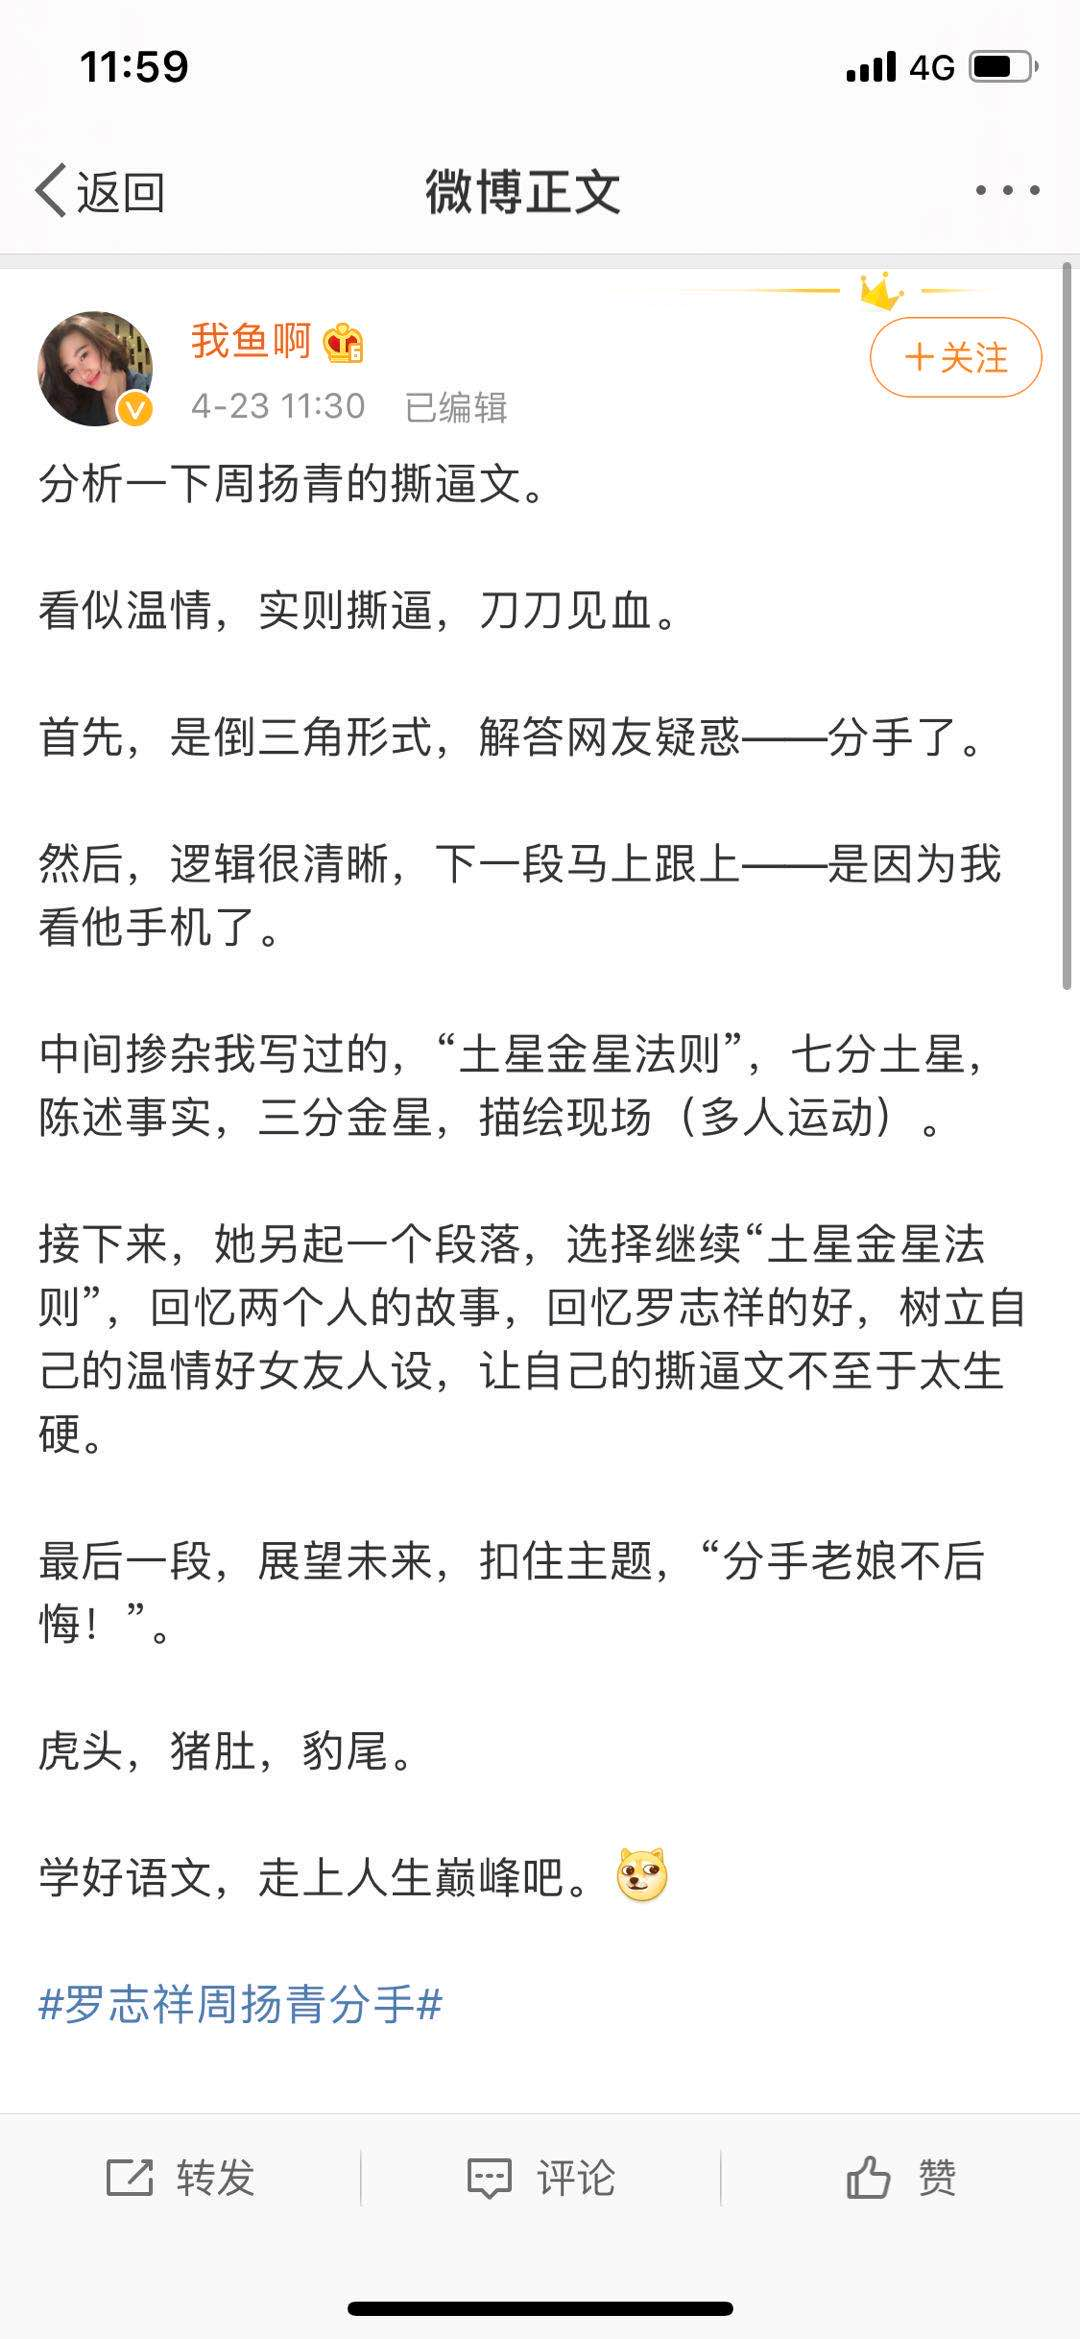 11:59
4G
返回
微博正文
我鱼啊
+关注
4-23 11:30 已编辑
分析一下周扬青的撕逼文。
看似温情，实则撕逼，刀刀见血。
首先，是倒三角形式，解答网友疑惑——分手了。
然后，逻辑很清晰，下一段马上跟上——是因为我
看他手机了。
中间掺杂我写过的，“土星金星法则”，七分土星，
陈述事实，三分金星，描绘现场（多人运动）。
接下来，她另起一个段落，选择继续“土星金星法
则”，回忆两个人的故事，回忆罗志祥的好，树立自
己的温情好女友人设，让自己的撕逼文不至于太生
硬。
最后一段，展望未来，扣住主题，“分手老娘不后
悔！”。
虎头，猪肚，豹尾。
学好语文，走上人生巅峰吧。
#罗志祥周扬青分手#
转发
评论
赞